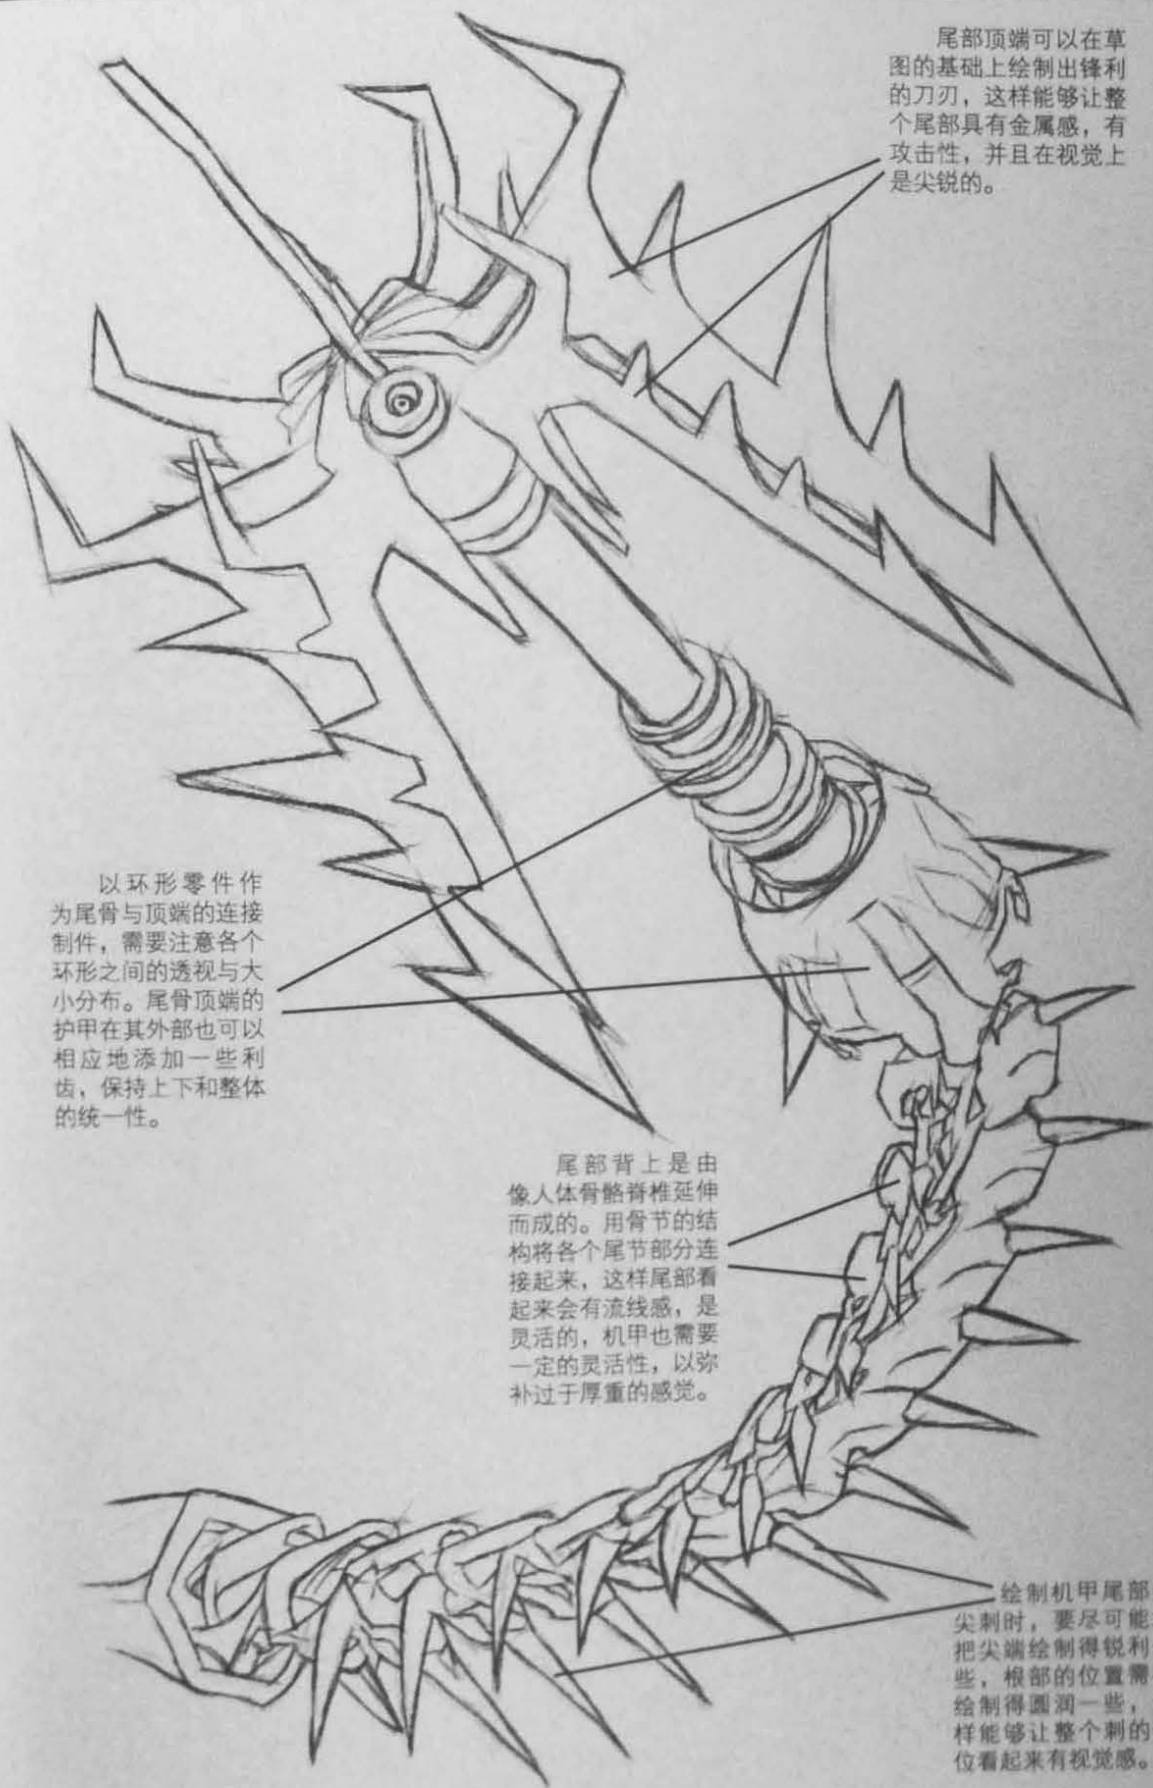 尾部顶端可以在草
图的基础上绘制出锋利
的刀刃，这样能够让整
个尾部具有金属感，有
攻击性，并且在视觉上
是尖锐的。
以环形零件作
为尾骨与顶端的连接
制件，需要注意各个
环形之间的透视与大
小分布。尾骨顶端的
护甲在其外部也可以
相应地添加一些利
齿，保持上下和整体
的统一性。
尾部背上是由
像人体骨骼脊椎延伸
而成的。用骨节的结
构将各个尾节部分连
接起来，这样尾部看
起来会有流线感，是
灵活的，机甲也需要
一定的灵活性，以弥
补过于厚重的感觉。
绘制机甲尾部
尖刺时，要尽可能
把尖端绘制得锐利
些，根部的位置需
绘制得圆润一些，
样能够让整个刺的
位看起来有视觉感。